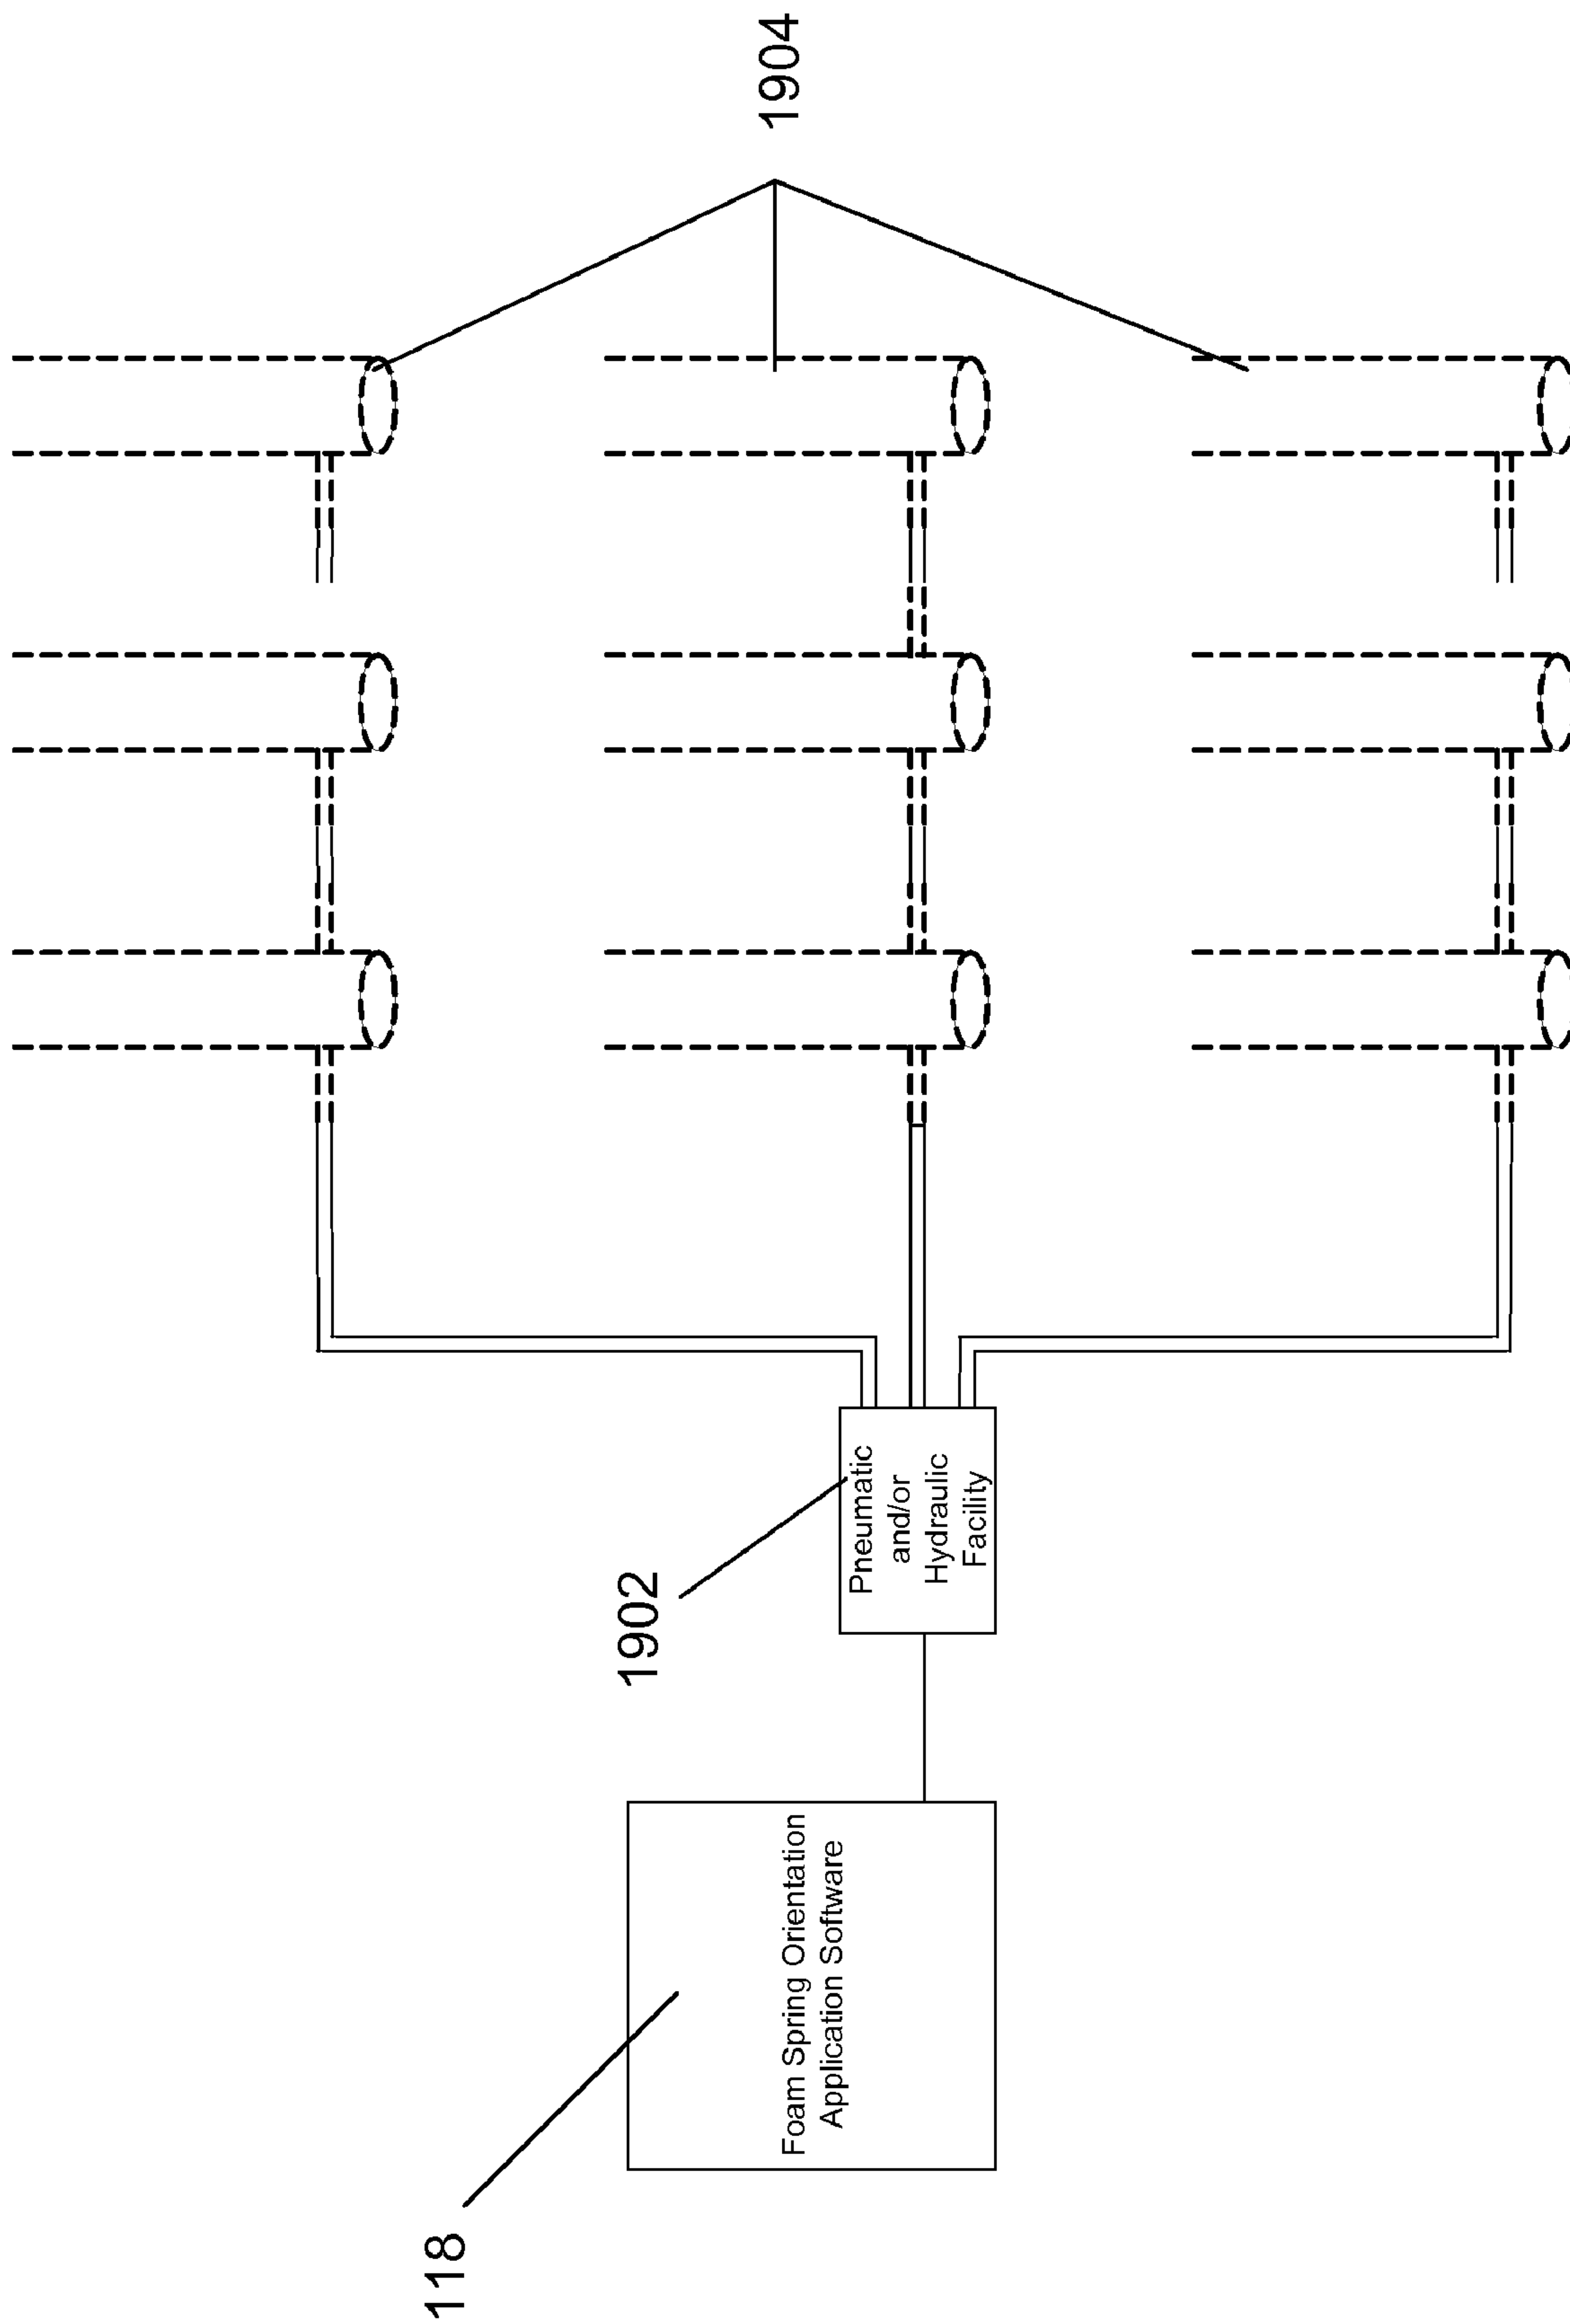 118
Foam Spring Orientation
Application Software
1902
Pneumatic
and/or
Hydraulic
Facility
1904